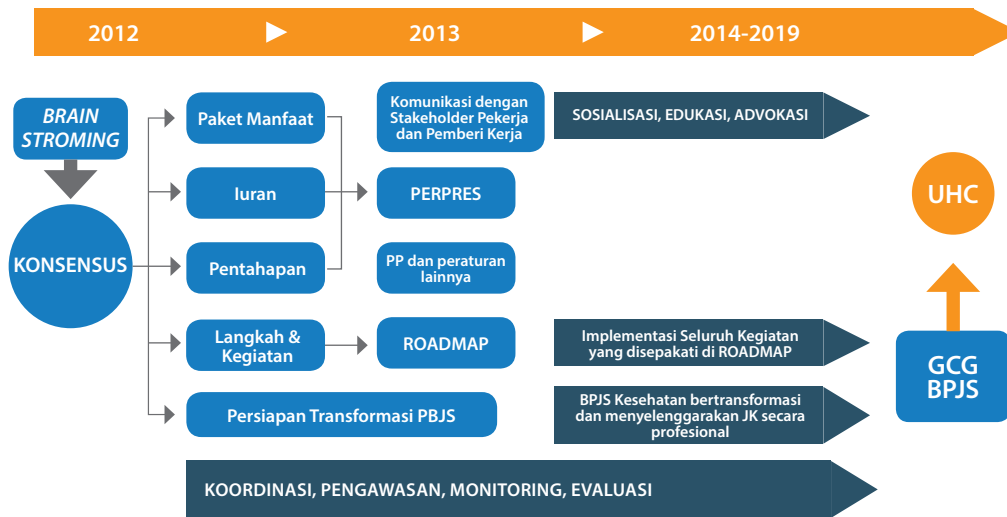 2012
2013
2014-2019
BRAIN
STROMING
KONSENSUS
Paket Manfaat
Iuran
Pentahapan
Langkah &
Kegiatan
Persiapan Transformasi PBJS
Komunikasi dengan
Stakeholder Pekerja
dan Pemberi Kerja
PERPRES
PP dan peraturan
lainnya
ROADMAP
SOSIALISASI, EDUKASI, ADVOKASI
Implementasi Seluruh Kegiatan
yang disepakati di ROADMAP
BPJS Kesehatan bertransformasi
dan menyelenggarakan JK secara
profesional
KOORDINASI, PENGAWASAN, MONITORING, EVALUASI
UHC
GCG
BPJS